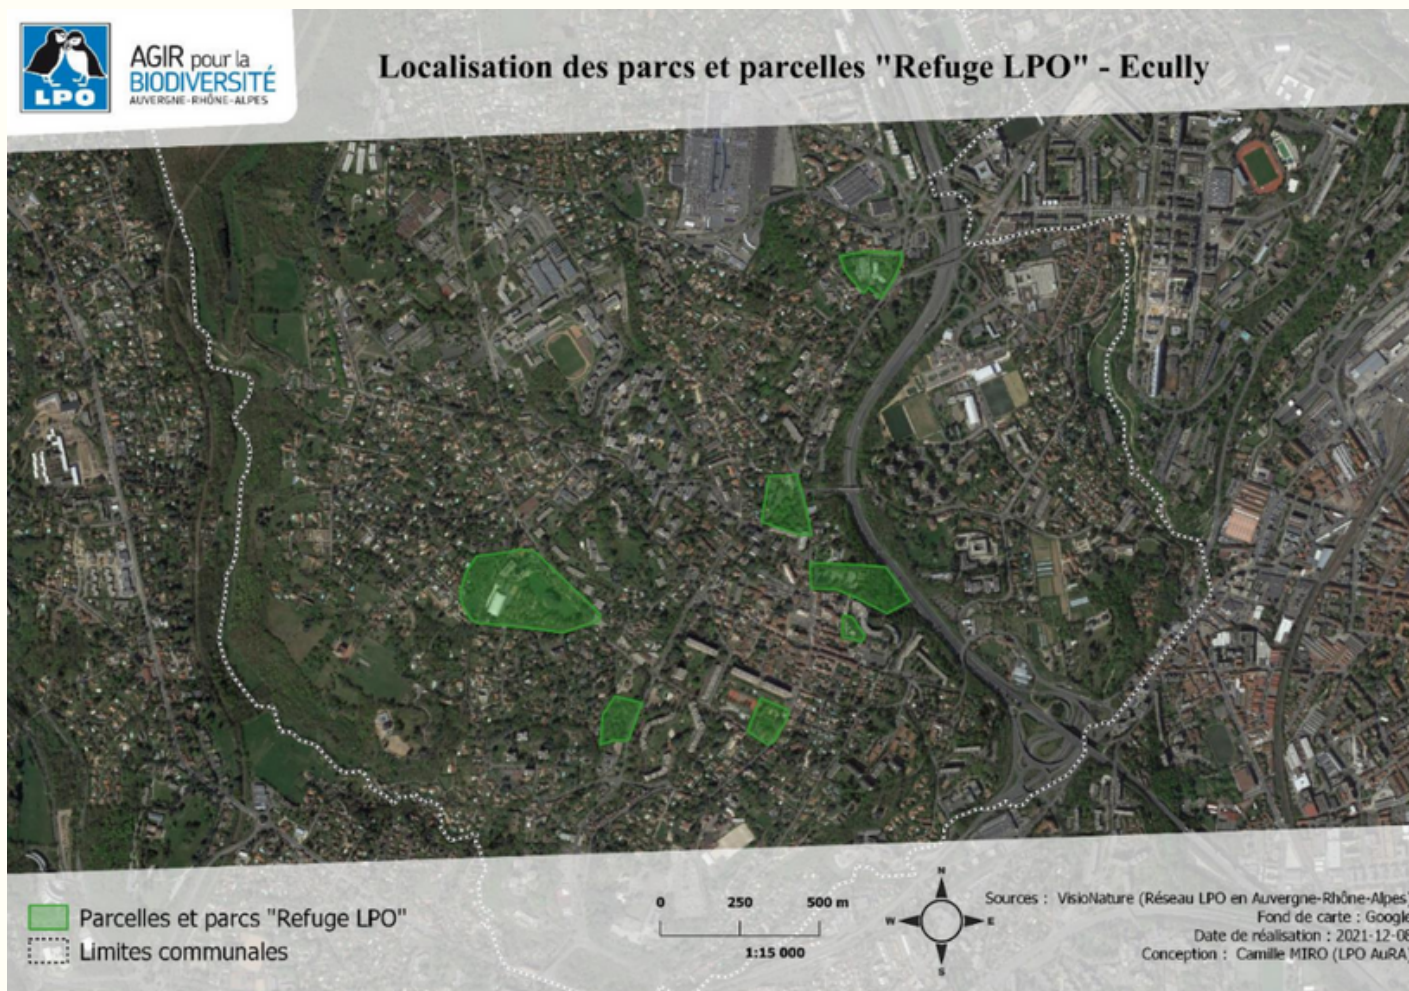 LPO
AGIR pour la
BIODIVERSITÉ
AUVERGNE-RHÔNE-ALPES
Localisation des parcs et parcelles "Refuge LPO" - Ecully
Parcelles et parcs "Refuge LPO"
Limites communales
0 250 500 m
1:15 000
N
W E
S
Sources : VisioNature (Réseau LPO en Auvergne-Rhône-Alpes)
Fond de carte : Google
Date de réalisation : 2021-12-08
Conception : Camille MIRO (LPO AuRA)